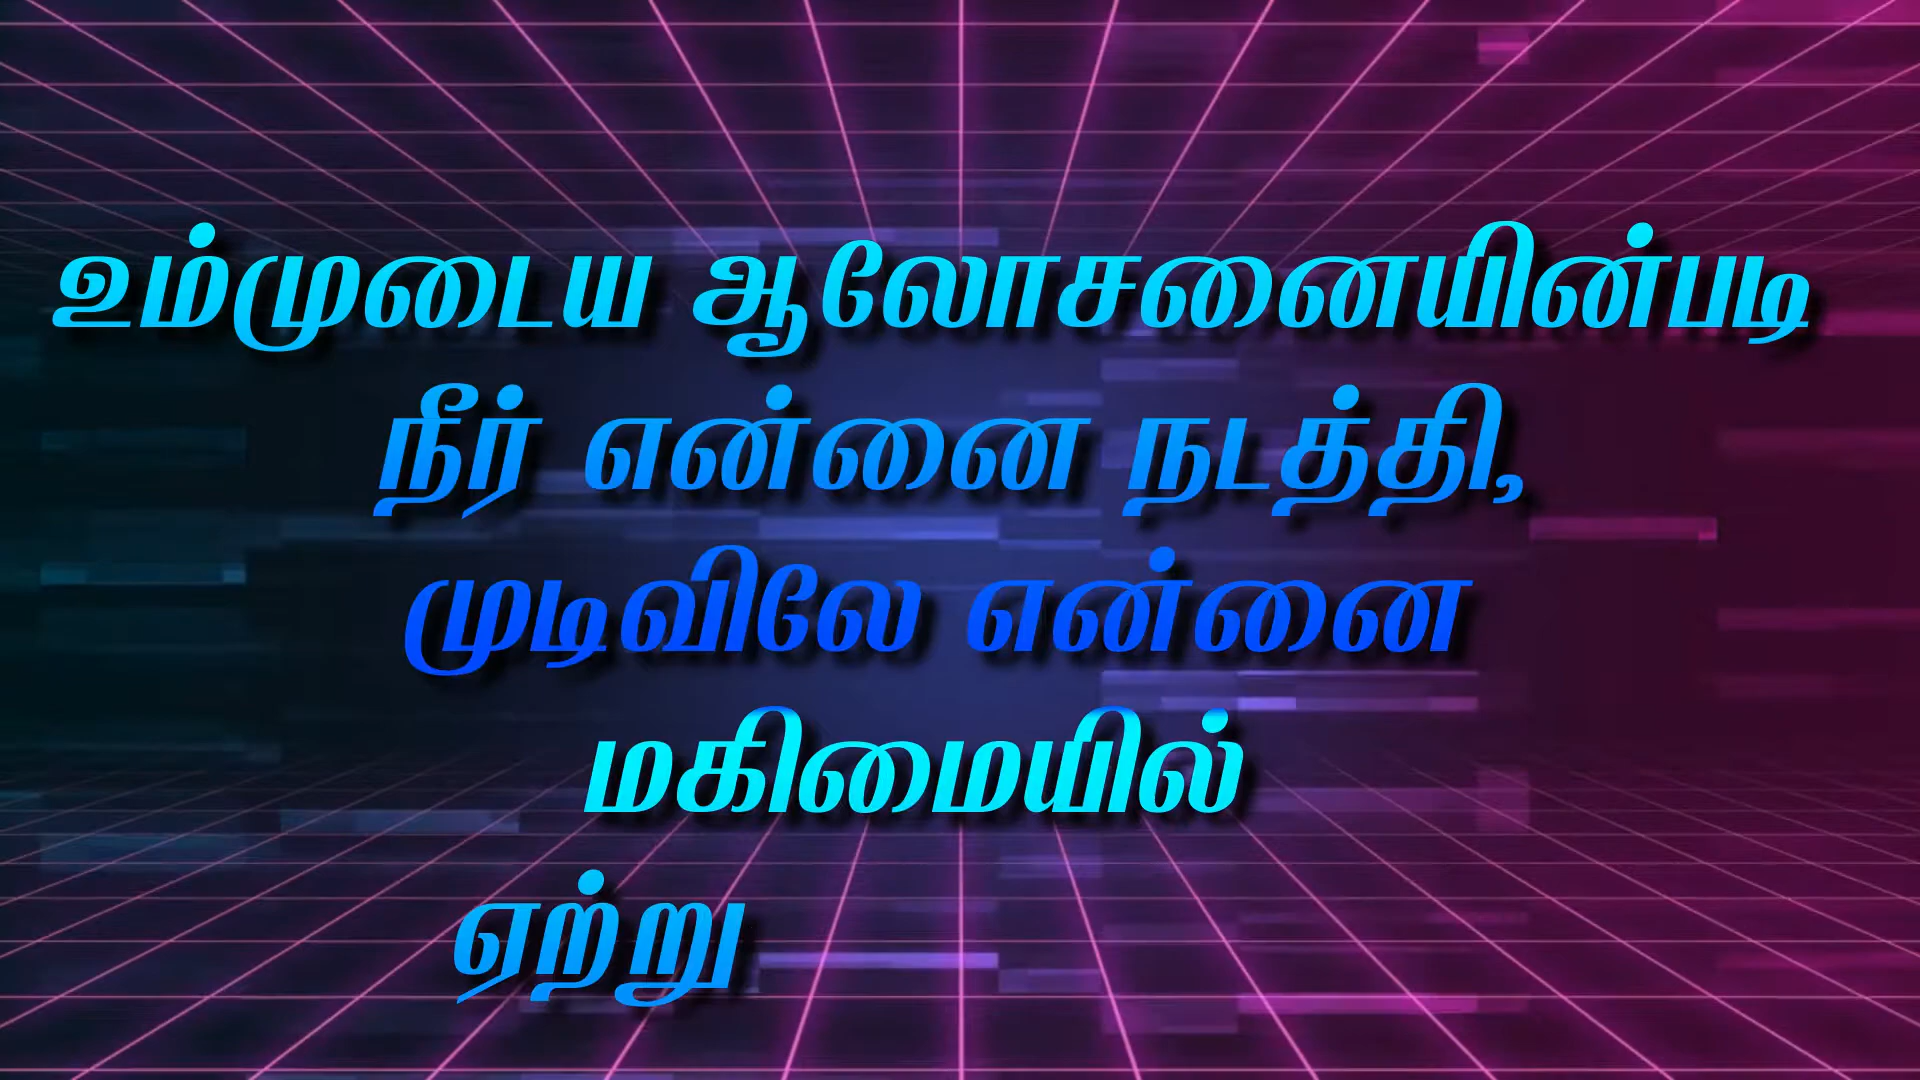 உம்முடைய ஆலோசனையின்படி
நீர் என்னை நடத்தி,
முடிவிலே என்னை
மகிமையில்
ஏற்று